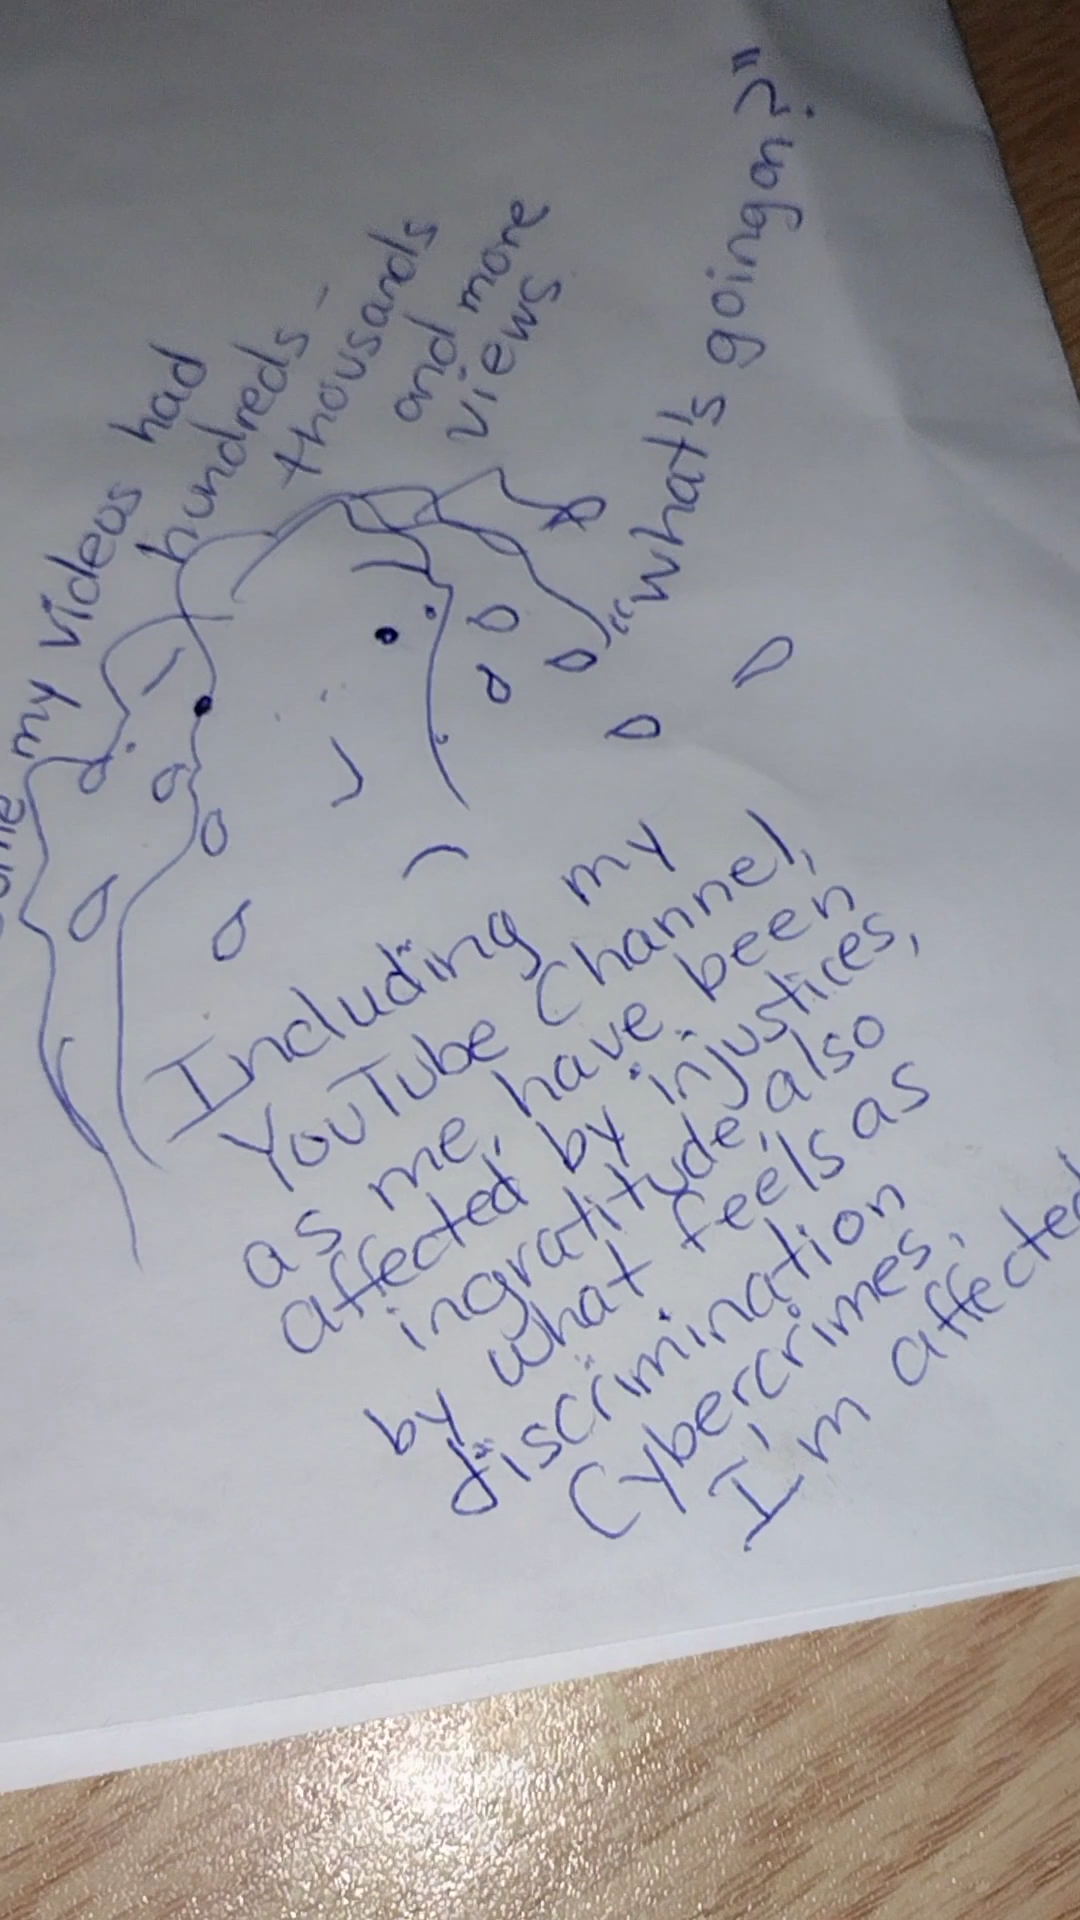 my videos had
hundreds -
thousands
and more
views
"what's going on?"
Including my
YouTube Channel,
as me, have been
affected by injustices,
ingratitude, also
by what feels as
discrimination
Cybercrimes,
I'm affected